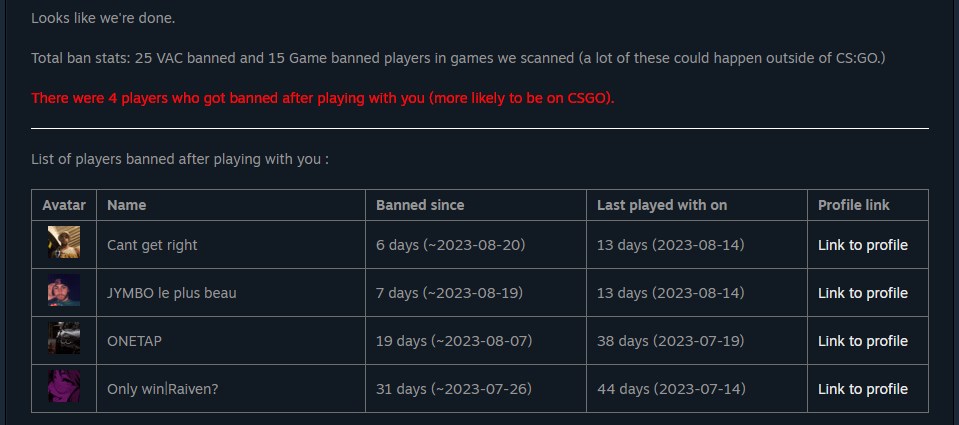 Looks like we're done.
Total ban stats: 25 VAC banned and 15 Game banned players in games we scanned (a lot of these could happen outside of CS:GO.)
There were 4 players who got banned after playing with you (more likely to be on CSGO).
List of players banned after playing with you :
Avatar Name Banned since Last played with on Profile link
Cant get right 6 days (~2023-08-20) 13 days (2023-08-14) Link to profile
JYMBO le plus beau 7 days (~2023-08-19) 13 days (2023-08-14) Link to profile
ONETAP 19 days (~2023-08-07) 38 days (2023-07-19) Link to profile
Only win|Raiven? 31 days (~2023-07-26) 44 days (2023-07-14) Link to profile